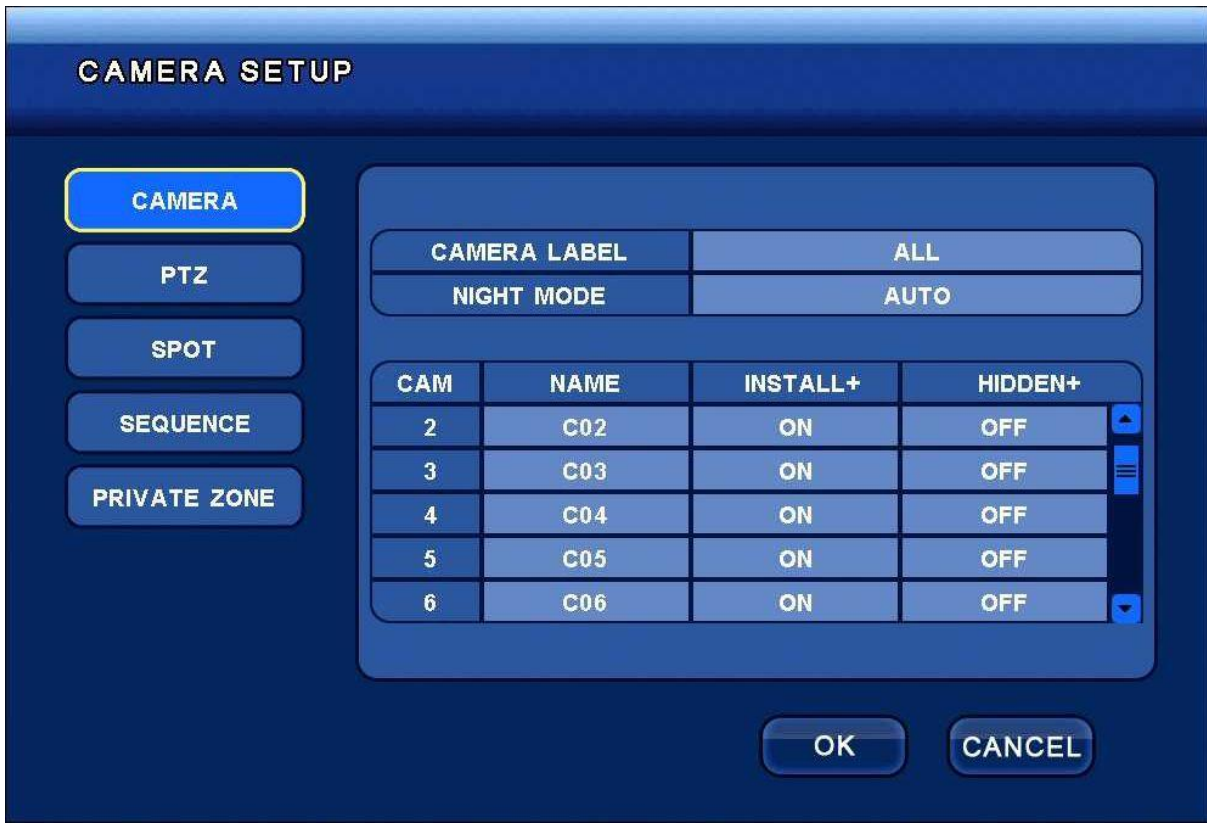 CAMERA SETUP
CAMERA
PTZ
SPOT
SEQUENCE
PRIVATE ZONE
CAMERA LABEL ALL
NIGHT MODE AUTO
CAM NAME INSTALL+ HIDDEN+
2 C02 ON OFF
3 C03 ON OFF
4 C04 ON OFF
5 C05 ON OFF
6 C06 ON OFF
OK CANCEL